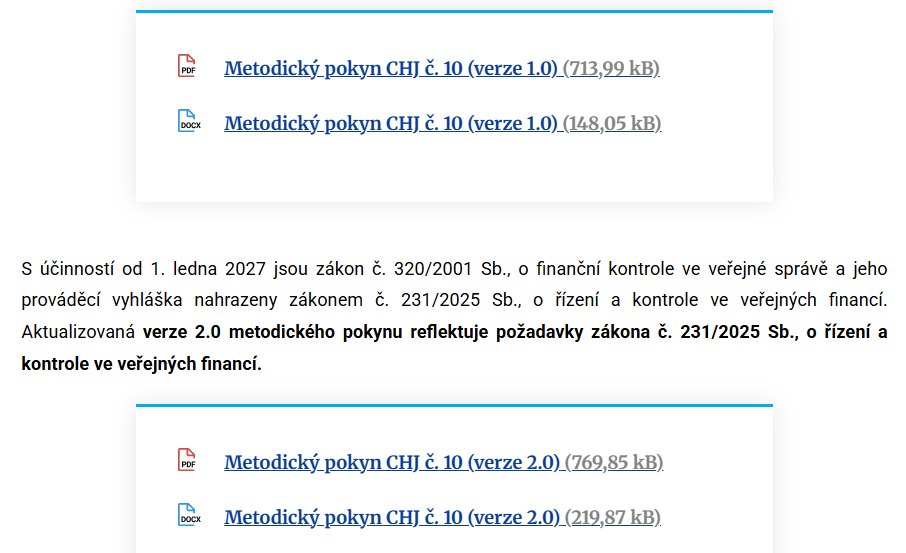 PDF Metodický pokyn CHJ č. 10 (verze 1.0) (713,99 kB)
DOCX Metodický pokyn CHJ č. 10 (verze 1.0) (148,05 kB)
S účinností od 1. ledna 2027 jsou zákon č. 320/2001 Sb., o finanční kontrole ve veřejné správě a jeho
prováděcí vyhláška nahrazeny zákonem č. 231/2025 Sb., o řízení a kontrole ve veřejných financí.
Aktualizovaná verze 2.0 metodického pokynu reflektuje požadavky zákona č. 231/2025 Sb., o řízení a
kontrole ve veřejných financí.
PDF Metodický pokyn CHJ č. 10 (verze 2.0) (769,85 kB)
DOCX Metodický pokyn CHJ č. 10 (verze 2.0) (219,87 kB)